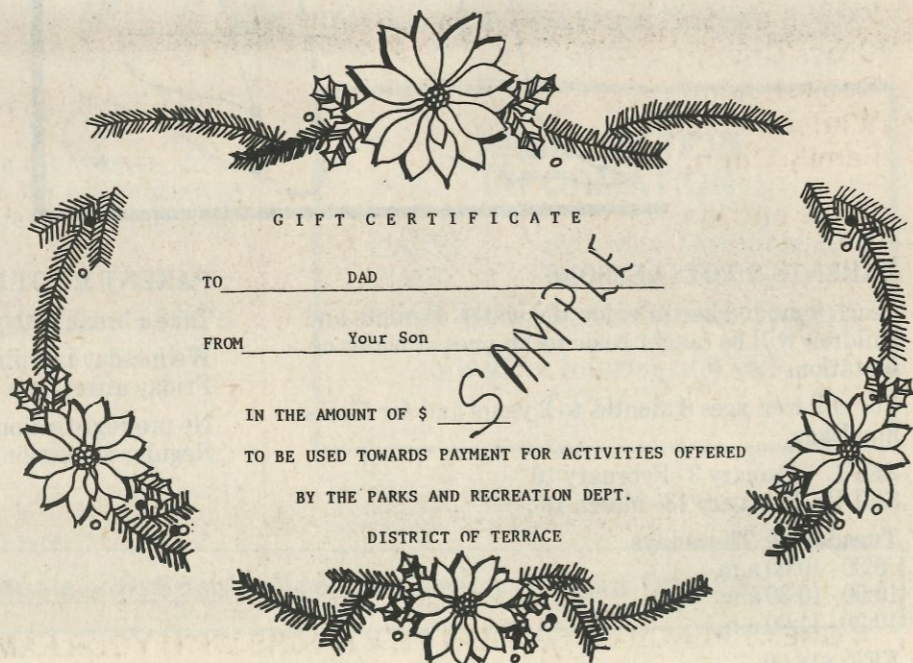 GIFT CERTIFICATE
TO DAD
FROM Your Son
SAMPLE
IN THE AMOUNT OF $
TO BE USED TOWARDS PAYMENT FOR ACTIVITIES OFFERED
BY THE PARKS AND RECREATION DEPT.
DISTRICT OF TERRACE